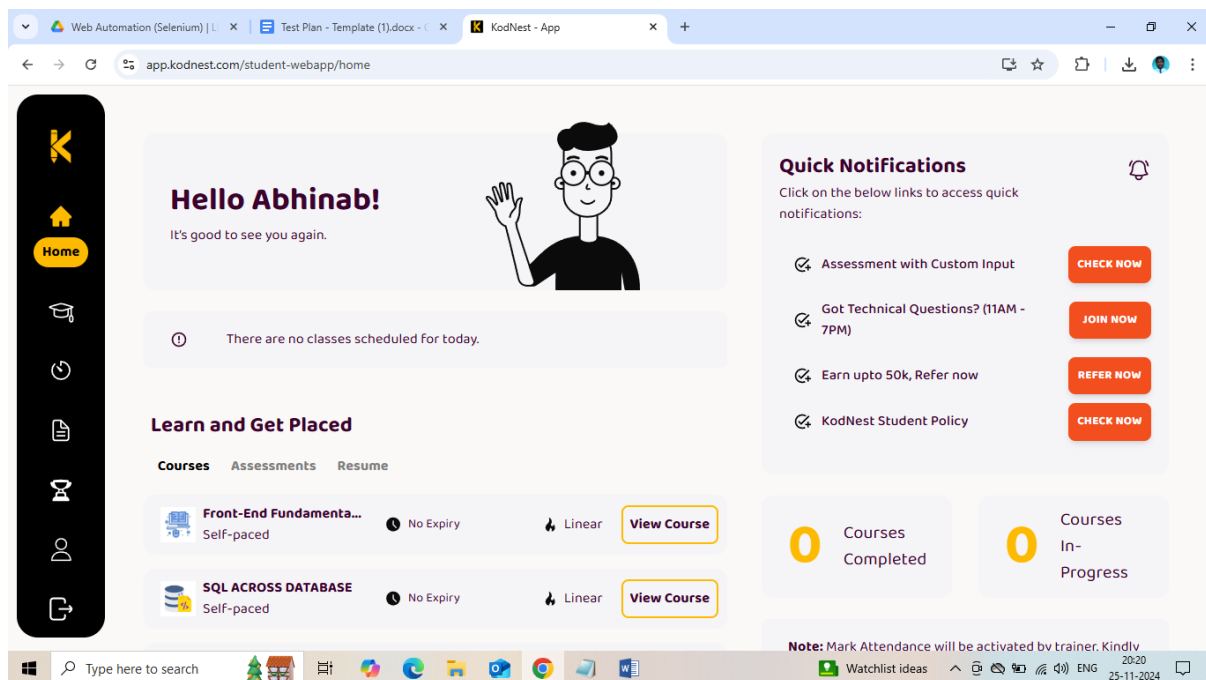 Web Automation (Selenium) | Li
Test Plan - Template (1).docx - G
KodNest - App
app.kodnest.com/student-webapp/home
Home
Hello Abhinab!
It's good to see you again.
There are no classes scheduled for today.
Learn and Get Placed
Courses Assessments Resume
Front-End Fundamenta...
Self-paced
No Expiry
Linear
View Course
SQL ACROSS DATABASE
Self-paced
No Expiry
Linear
View Course
Quick Notifications
Click on the below links to access quick
notifications:
Assessment with Custom Input
CHECK NOW
Got Technical Questions? (11AM -
7PM)
JOIN NOW
Earn upto 50k, Refer now
REFER NOW
KodNest Student Policy
CHECK NOW
0
Courses
Completed
0
Courses
In-
Progress
Note: Mark Attendance will be activated by trainer. Kindly
Type here to search
Watchlist ideas
ENG
20:20
25-11-2024